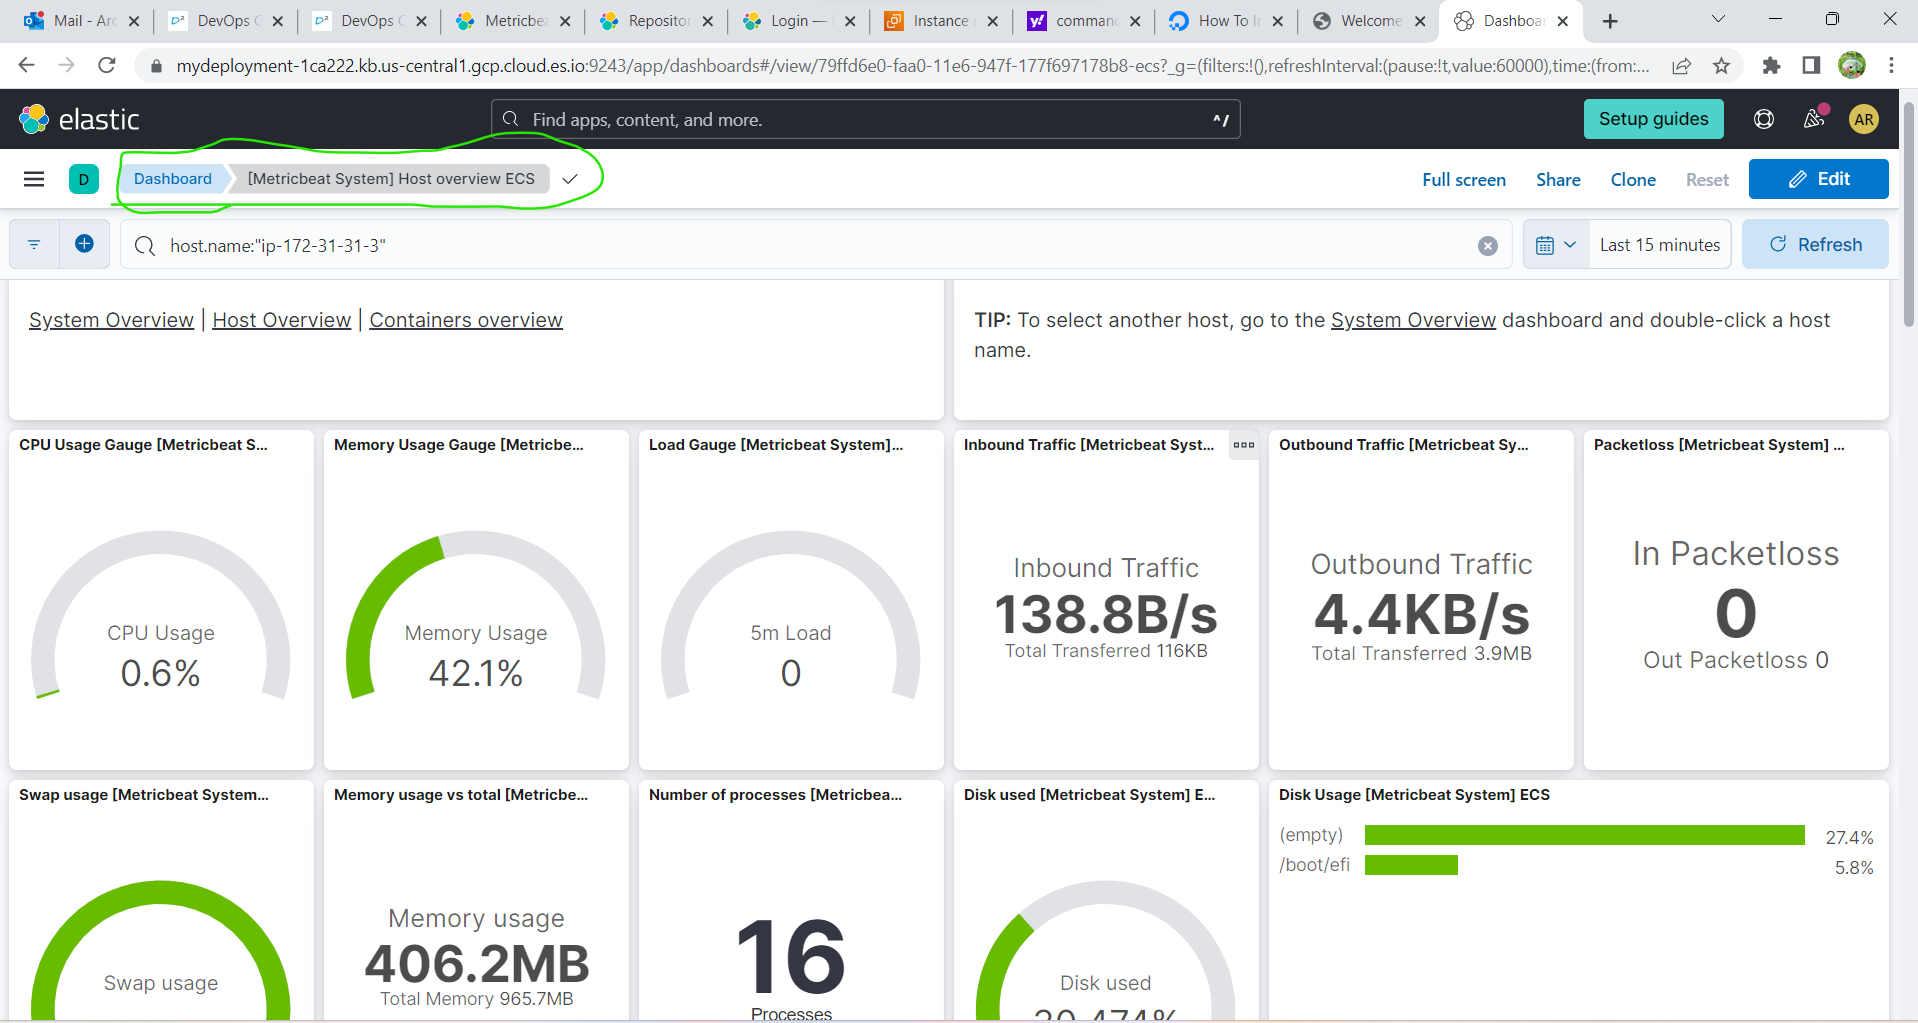 Mail - Arc
DevOps C
DevOps C
Metricbea
Repositor
Login —
Instance
comman
How To In
Welcome
Dashboar
mydeployment-1ca222.kb.us-central1.gcp.cloud.es.io:9243/app/dashboards#/view/79ffd6e0-faa0-11e6-947f-177f697178b8-ecs?_g=(filters:!(),refreshInterval:(pause:!t,value:60000),time:(from:...
elastic
Find apps, content, and more.
^/
Setup guides
AR
D
Dashboard
[Metricbeat System] Host overview ECS
Full screen
Share
Clone
Reset
Edit
host.name:"ip-172-31-31-3"
Last 15 minutes
Refresh
System Overview | Host Overview | Containers overview
TIP: To select another host, go to the System Overview dashboard and double-click a host
name.
CPU Usage Gauge [Metricbeat S...
CPU Usage
0.6%
Memory Usage Gauge [Metricbe...
Memory Usage
42.1%
Load Gauge [Metricbeat System]...
5m Load
0
Inbound Traffic [Metricbeat Syst...
Inbound Traffic
138.8B/s
Total Transferred 116KB
Outbound Traffic [Metricbeat Sy...
Outbound Traffic
4.4KB/s
Total Transferred 3.9MB
Packetloss [Metricbeat System] ...
In Packetloss
0
Out Packetloss 0
Swap usage [Metricbeat System...
Swap usage
Memory usage vs total [Metricbe...
Memory usage
406.2MB
Total Memory 965.7MB
Number of processes [Metricbea...
16
Processes
Disk used [Metricbeat System] E...
Disk used
Disk Usage [Metricbeat System] ECS
(empty)
27.4%
/boot/efi
5.8%